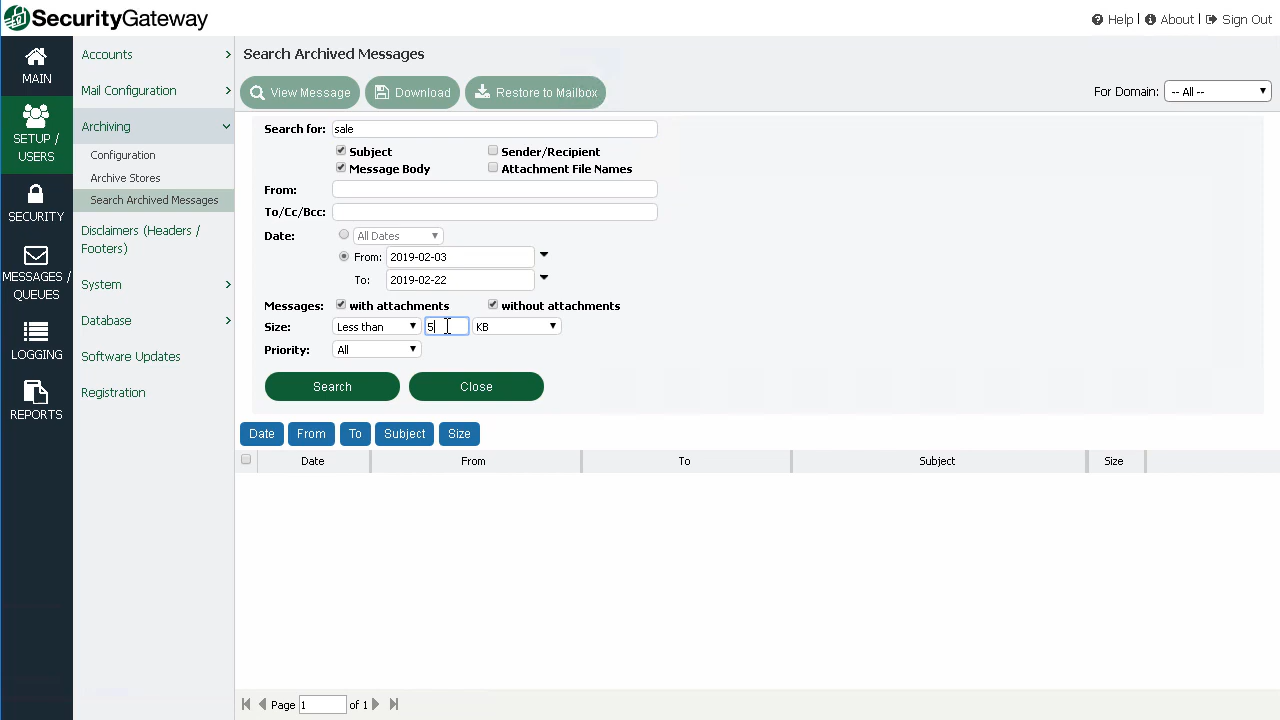 SecurityGateway
Help | About | Sign Out
MAIN
SETUP /
USERS
SECURITY
MESSAGES /
QUEUES
LOGGING
REPORTS
Accounts
Mail Configuration
Archiving
Configuration
Archive Stores
Search Archived Messages
Disclaimers (Headers /
Footers)
System
Database
Software Updates
Registration
Search Archived Messages
View Message Download Restore to Mailbox
For Domain: -- All --
Search for: sale
Subject Sender/Recipient
Message Body Attachment File Names
From:
To/Cc/Bcc:
Date: All Dates
From: 2019-02-03
To: 2019-02-22
Messages: with attachments without attachments
Size: Less than 5 KB
Priority: All
Search Close
Date From To Subject Size
Date From To Subject Size
Page 1 of 1